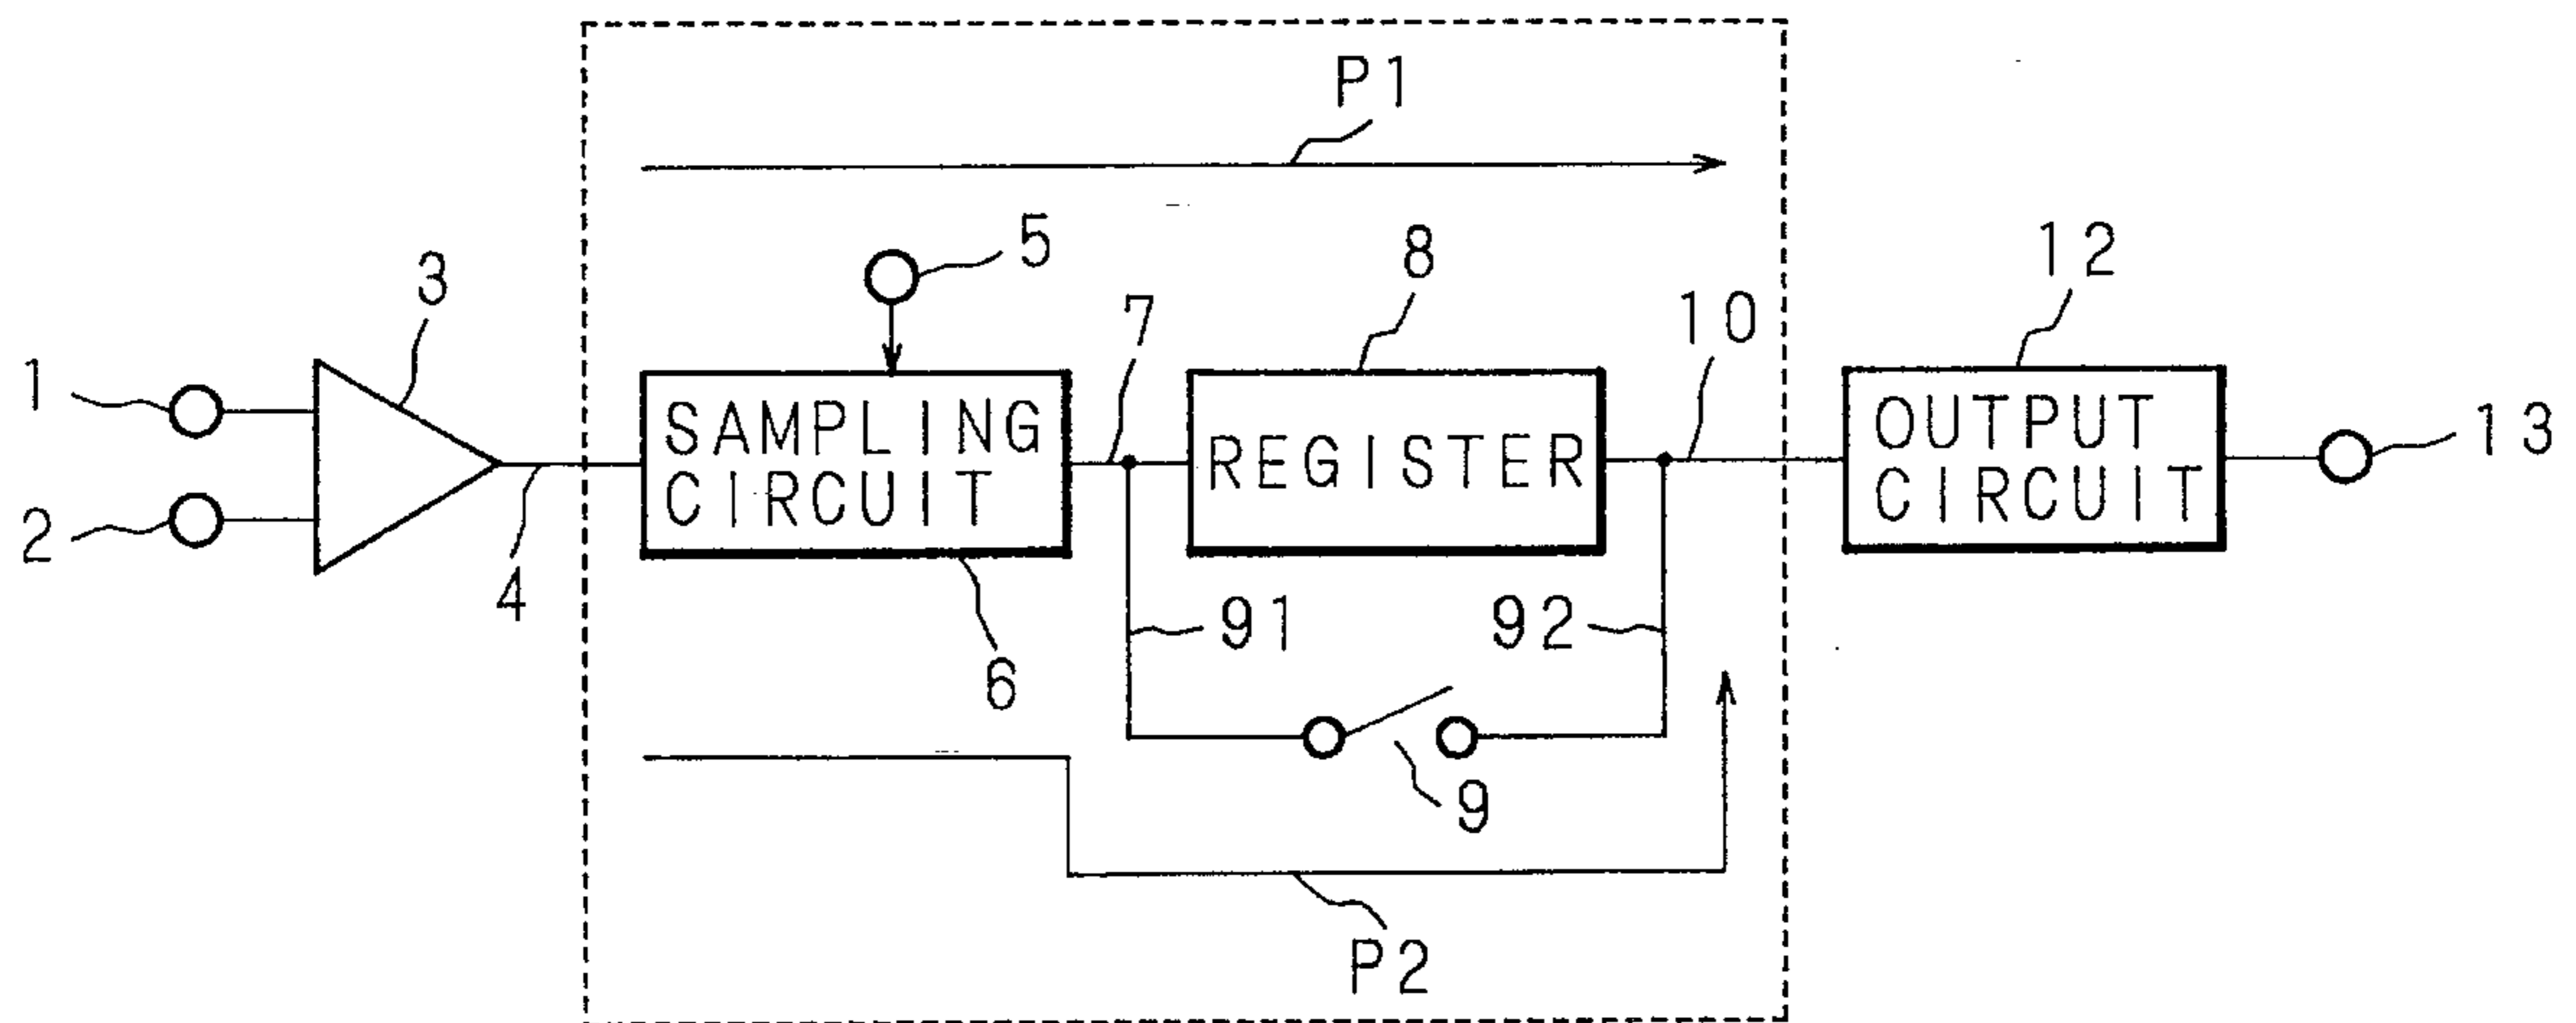 P1
5
8
12
3
7
10
1
SAMPLING
CIRCUIT
REGISTER
OUTPUT
CIRCUIT
13
2
4
91
92
6
9
P2